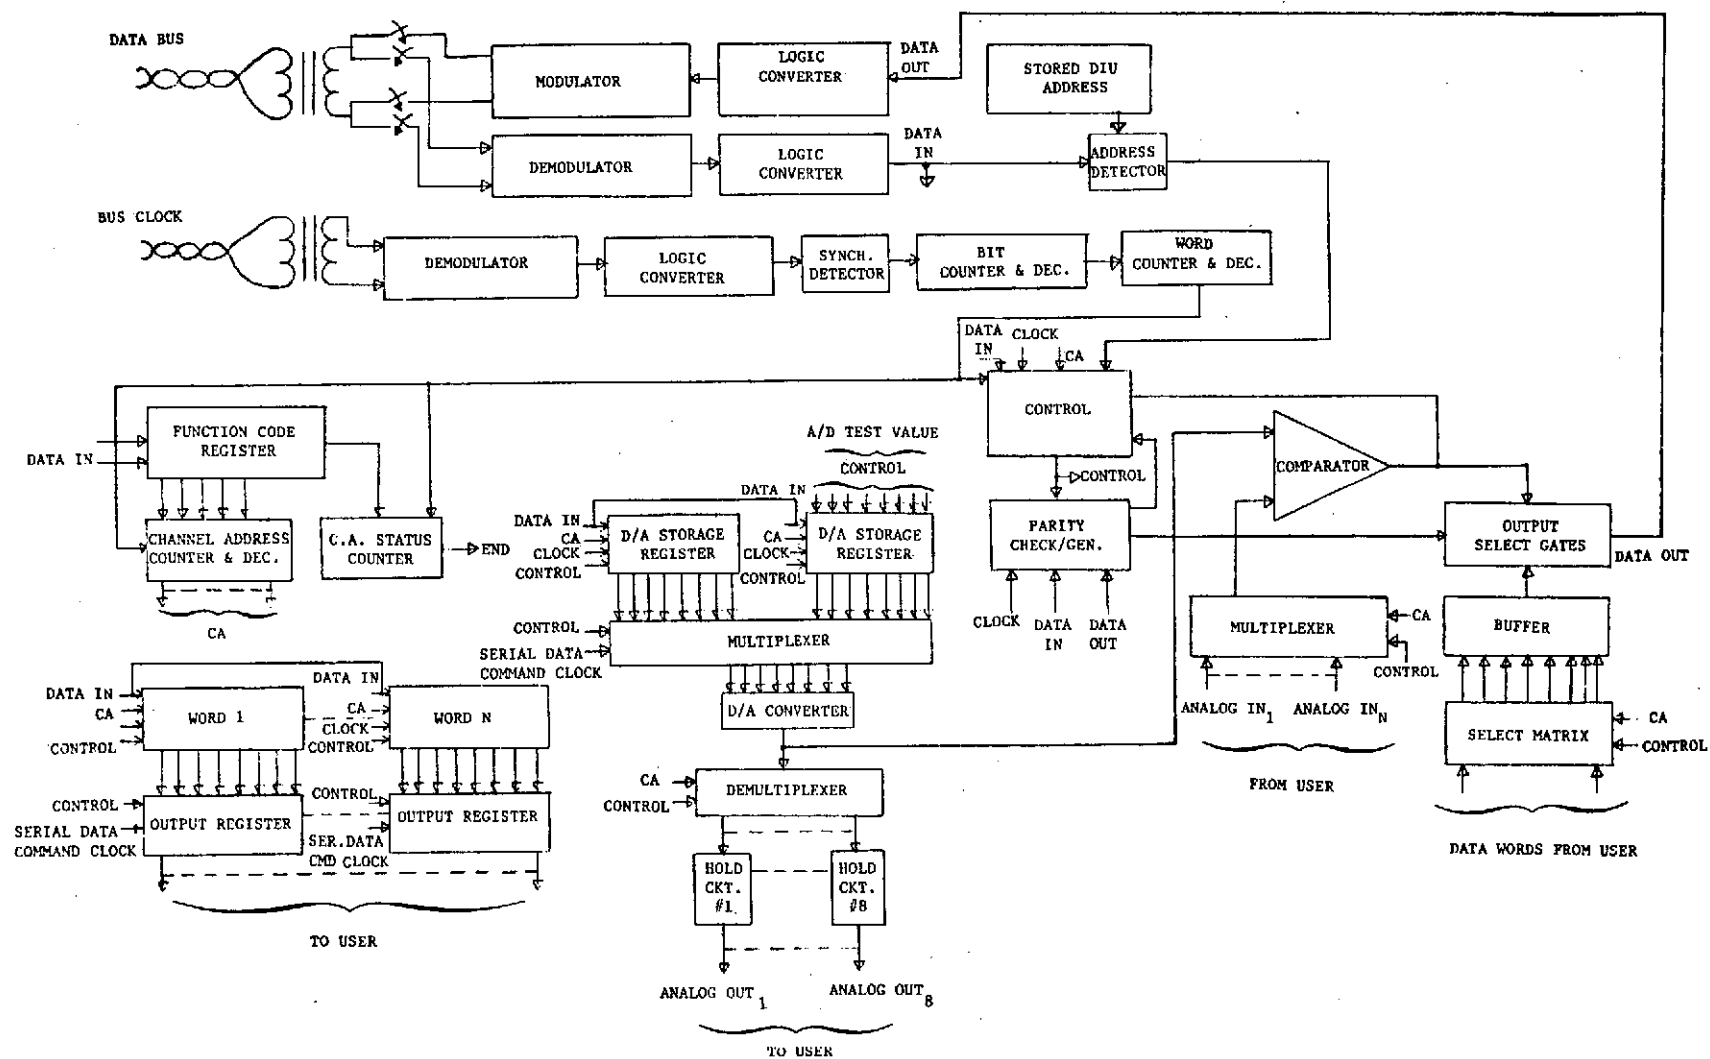 DATA BUS
MODULATOR
LOGIC
CONVERTER
DATA
OUT
STORED DIU
ADDRESS
DEMODULATOR
LOGIC
CONVERTER
DATA
IN
ADDRESS
DETECTOR
BUS CLOCK
DEMODULATOR
LOGIC
CONVERTER
SYNCH.
DETECTOR
BIT
COUNTER & DEC.
WORD
COUNTER & DEC.
DATA
IN
CLOCK
CA
CONTROL
FUNCTION CODE
REGISTER
DATA IN
CHANNEL ADDRESS
COUNTER & DEC.
CA
C.A. STATUS
COUNTER
END
A/D TEST VALUE
CONTROL
DATA IN
DATA IN
CA
CLOCK
CONTROL
D/A STORAGE
REGISTER
CA
CLOCK
CONTROL
D/A STORAGE
REGISTER
CONTROL
PARITY
CHECK/GEN.
CLOCK
DATA
IN
DATA
OUT
COMPARATOR
OUTPUT
SELECT GATES
DATA OUT
CONTROL
SERIAL DATA
COMMAND CLOCK
MULTIPLEXER
D/A CONVERTER
MULTIPLEXER
CA
CONTROL
ANALOG IN1
ANALOG INN
FROM USER
BUFFER
SELECT MATRIX
CA
CONTROL
DATA WORDS FROM USER
DATA IN
CA
CONTROL
WORD 1
DATA IN
CA
CLOCK
CONTROL
WORD N
CONTROL
SERIAL DATA
COMMAND CLOCK
OUTPUT REGISTER
CONTROL
SER.DATA
CMD CLOCK
OUTPUT REGISTER
TO USER
CA
CONTROL
DEMULTIPLEXER
HOLD
CKT.
#1
HOLD
CKT.
#8
ANALOG OUT1
ANALOG OUT8
TO USER